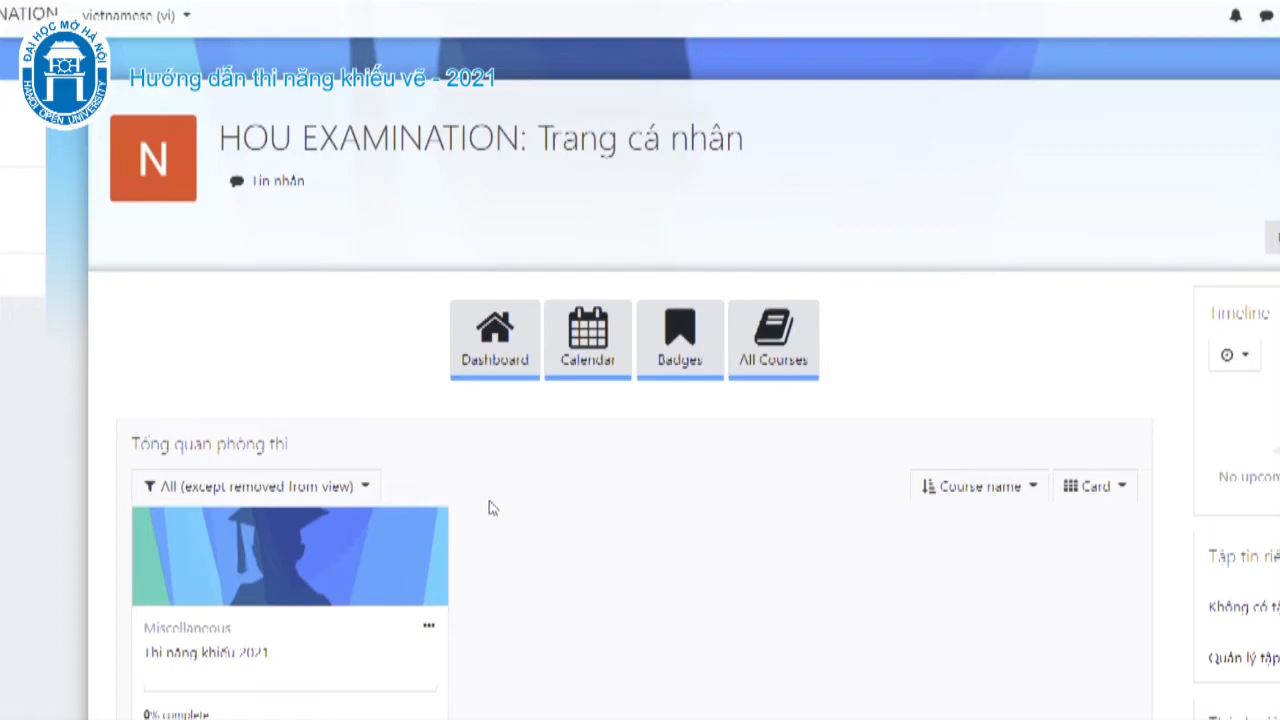 NATION
vietnamese (vi)
ĐẠI HỌC MỞ HÀ NỘI
HANOI OPEN UNIVERSITY
Hướng dẫn thi năng khiếu vẽ - 2021
N
HOU EXAMINATION: Trang cá nhân
Tin nhắn
Dashboard
Calendar
Badges
All Courses
Timeline
Tổng quan phòng thi
All (except removed from view)
Course name
Card
No upcom
Tập tin riê
Không có tậ
Quản lý tập
Miscellaneous
Thi năng khiếu 2021
0% complete